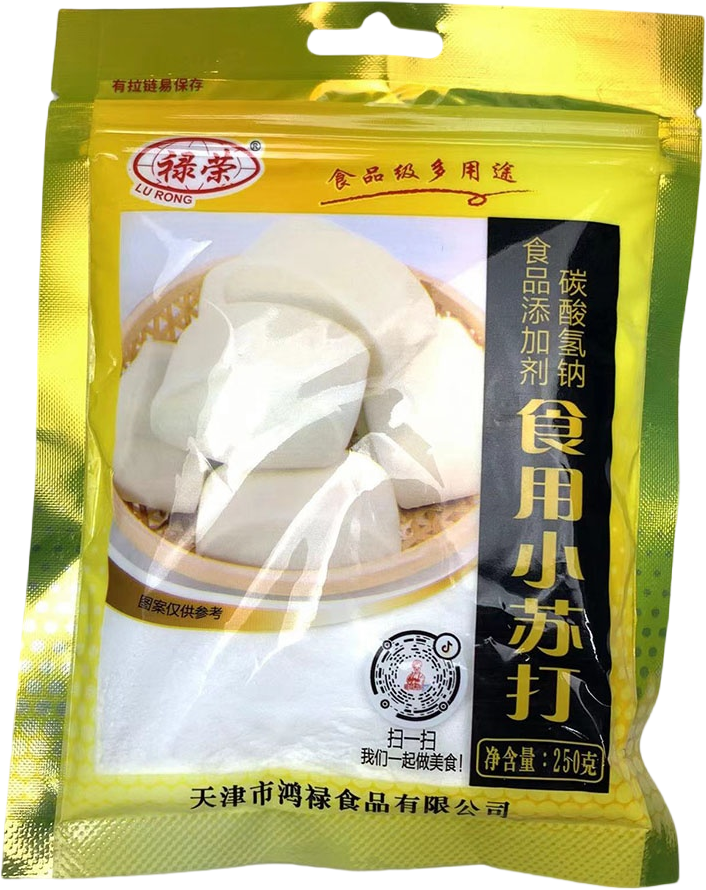 有拉链易保存
禄荣®
LU RONG
食品级多用途
食品添加剂
碳酸氢钠
食用小苏打
图案仅供参考
扫一扫
我们一起做美食!
净含量:250克
天津市鸿禄食品有限公司